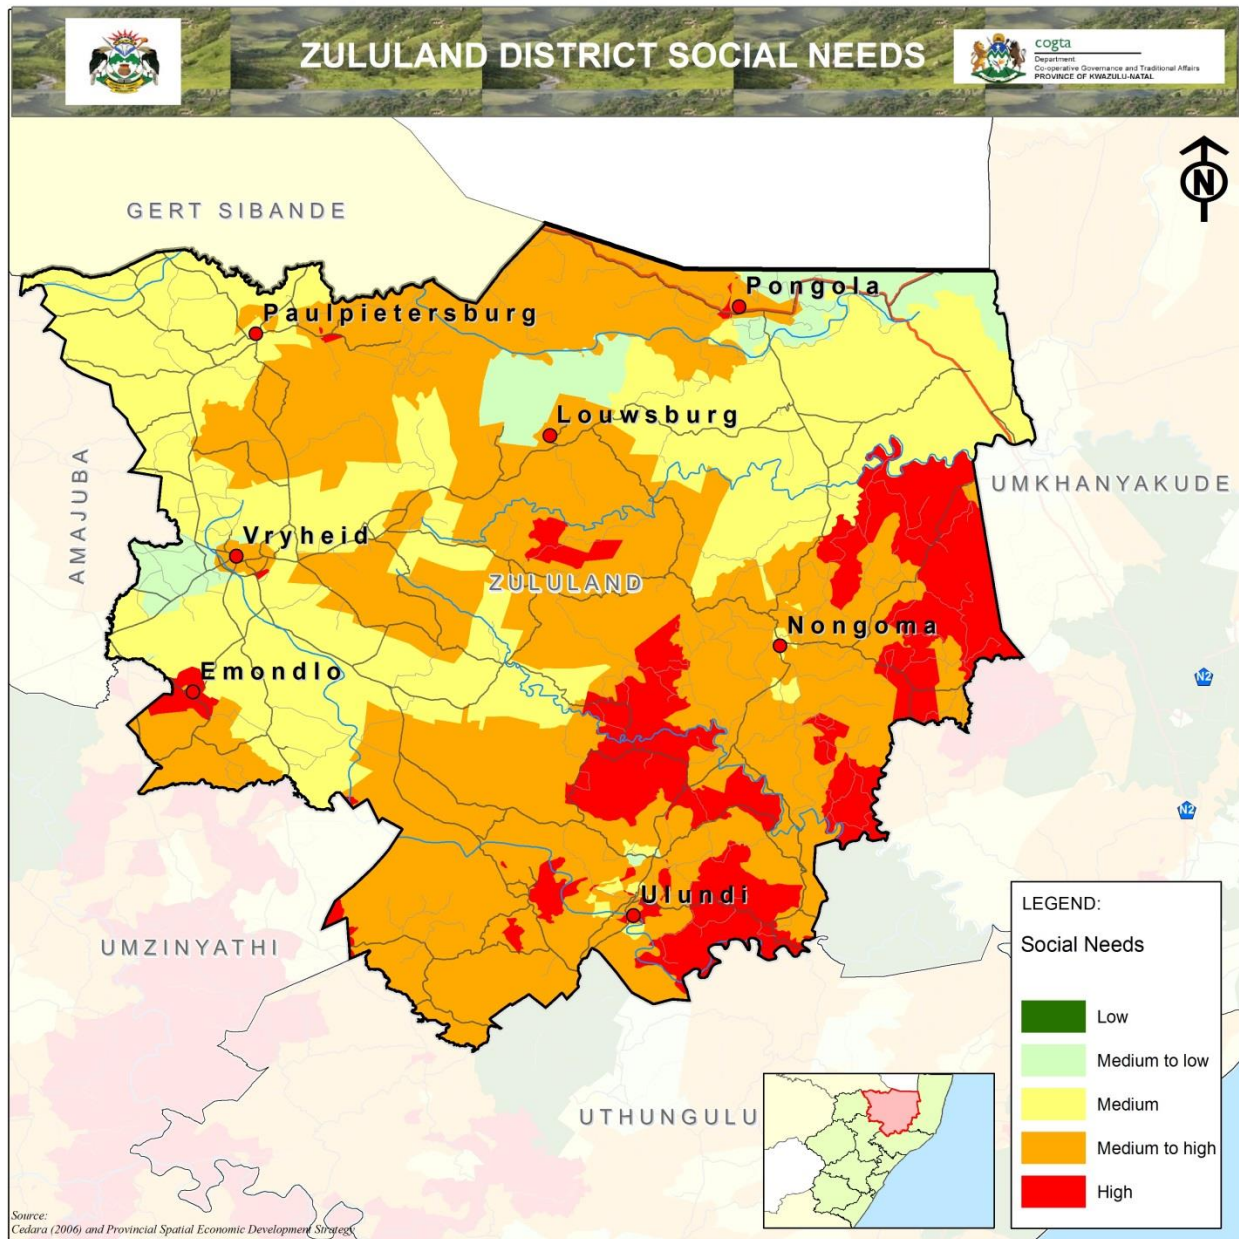 ZULULAND DISTRICT SOCIAL NEEDS
cogta
Department
Co-operative Governance and Traditional Affairs
PROVINCE OF KWAZULU-NATAL
N
GERT SIBANDE
Pongola
Paulpietersburg
Louwsburg
AMAJUBA
UMKHANYAKUDE
Vryheid
ZULULAND
Nongoma
Emondlo
N2
N2
Ulundi
UMZINYATHI
UTHUNGULU
LEGEND:
Social Needs
Low
Medium to low
Medium
Medium to high
High
Source:
Cedara (2006) and Provincial Spatial Economic Development Strategy